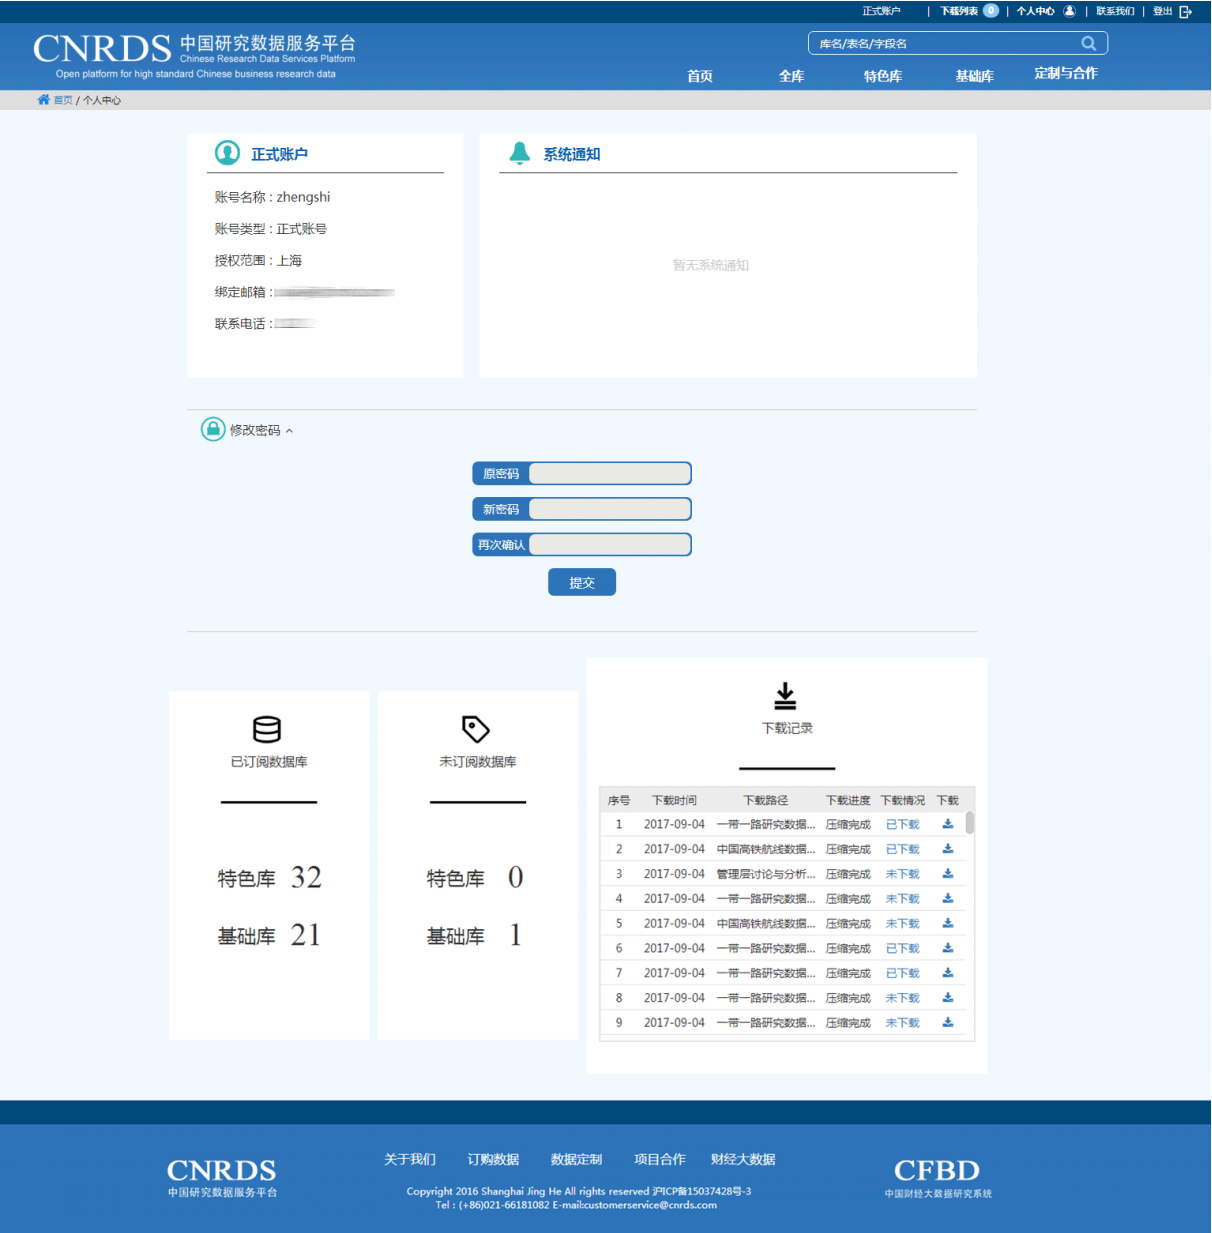 正式账户 | 下载列表 0 | 个人中心 | 联系我们 | 登出
CNRDS 中国研究数据服务平台
Chinese Research Data Services Platform
Open platform for high standard Chinese business research data
库名/表名/字段名
首页 全库 特色库 基础库 定制与合作
首页 / 个人中心
正式账户
账号名称 : zhengshi
账号类型 : 正式账号
授权范围 : 上海
绑定邮箱 :
联系电话 :
系统通知
暂无系统通知
修改密码
原密码
新密码
再次确认
提交
已订阅数据库
特色库 32
基础库 21
未订阅数据库
特色库 0
基础库 1
下载记录
序号 下载时间 下载路径 下载进度 下载情况 下载
1 2017-09-04 一带一路研究数据... 压缩完成 已下载
2 2017-09-04 中国高铁航线数据... 压缩完成 已下载
3 2017-09-04 管理层讨论与分析... 压缩完成 未下载
4 2017-09-04 一带一路研究数据... 压缩完成 未下载
5 2017-09-04 中国高铁航线数据... 压缩完成 未下载
6 2017-09-04 一带一路研究数据... 压缩完成 已下载
7 2017-09-04 一带一路研究数据... 压缩完成 已下载
8 2017-09-04 一带一路研究数据... 压缩完成 未下载
9 2017-09-04 一带一路研究数据... 压缩完成 未下载
CNRDS
中国研究数据服务平台
关于我们 订购数据 数据定制 项目合作 财经大数据
Copyright 2016 Shanghai Jing He All rights reserved 沪ICP备15037428号-3
Tel : (+86)021-66181082 E-mail:customerservice@cnrds.com
CFBD
中国财经大数据研究系统